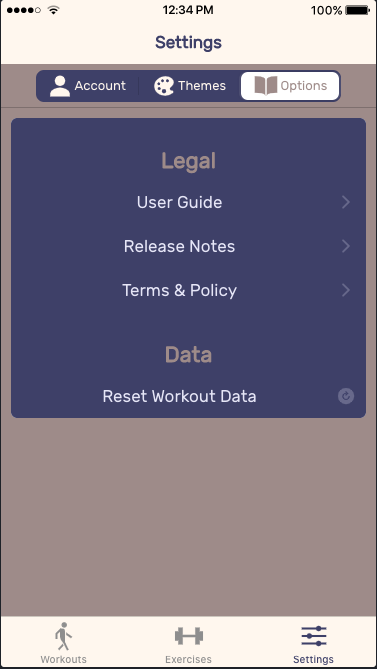 12:34 PM
100%
Settings
Account
Themes
Options
Legal
User Guide
Release Notes
Terms & Policy
Data
Reset Workout Data
Workouts
Exercises
Settings